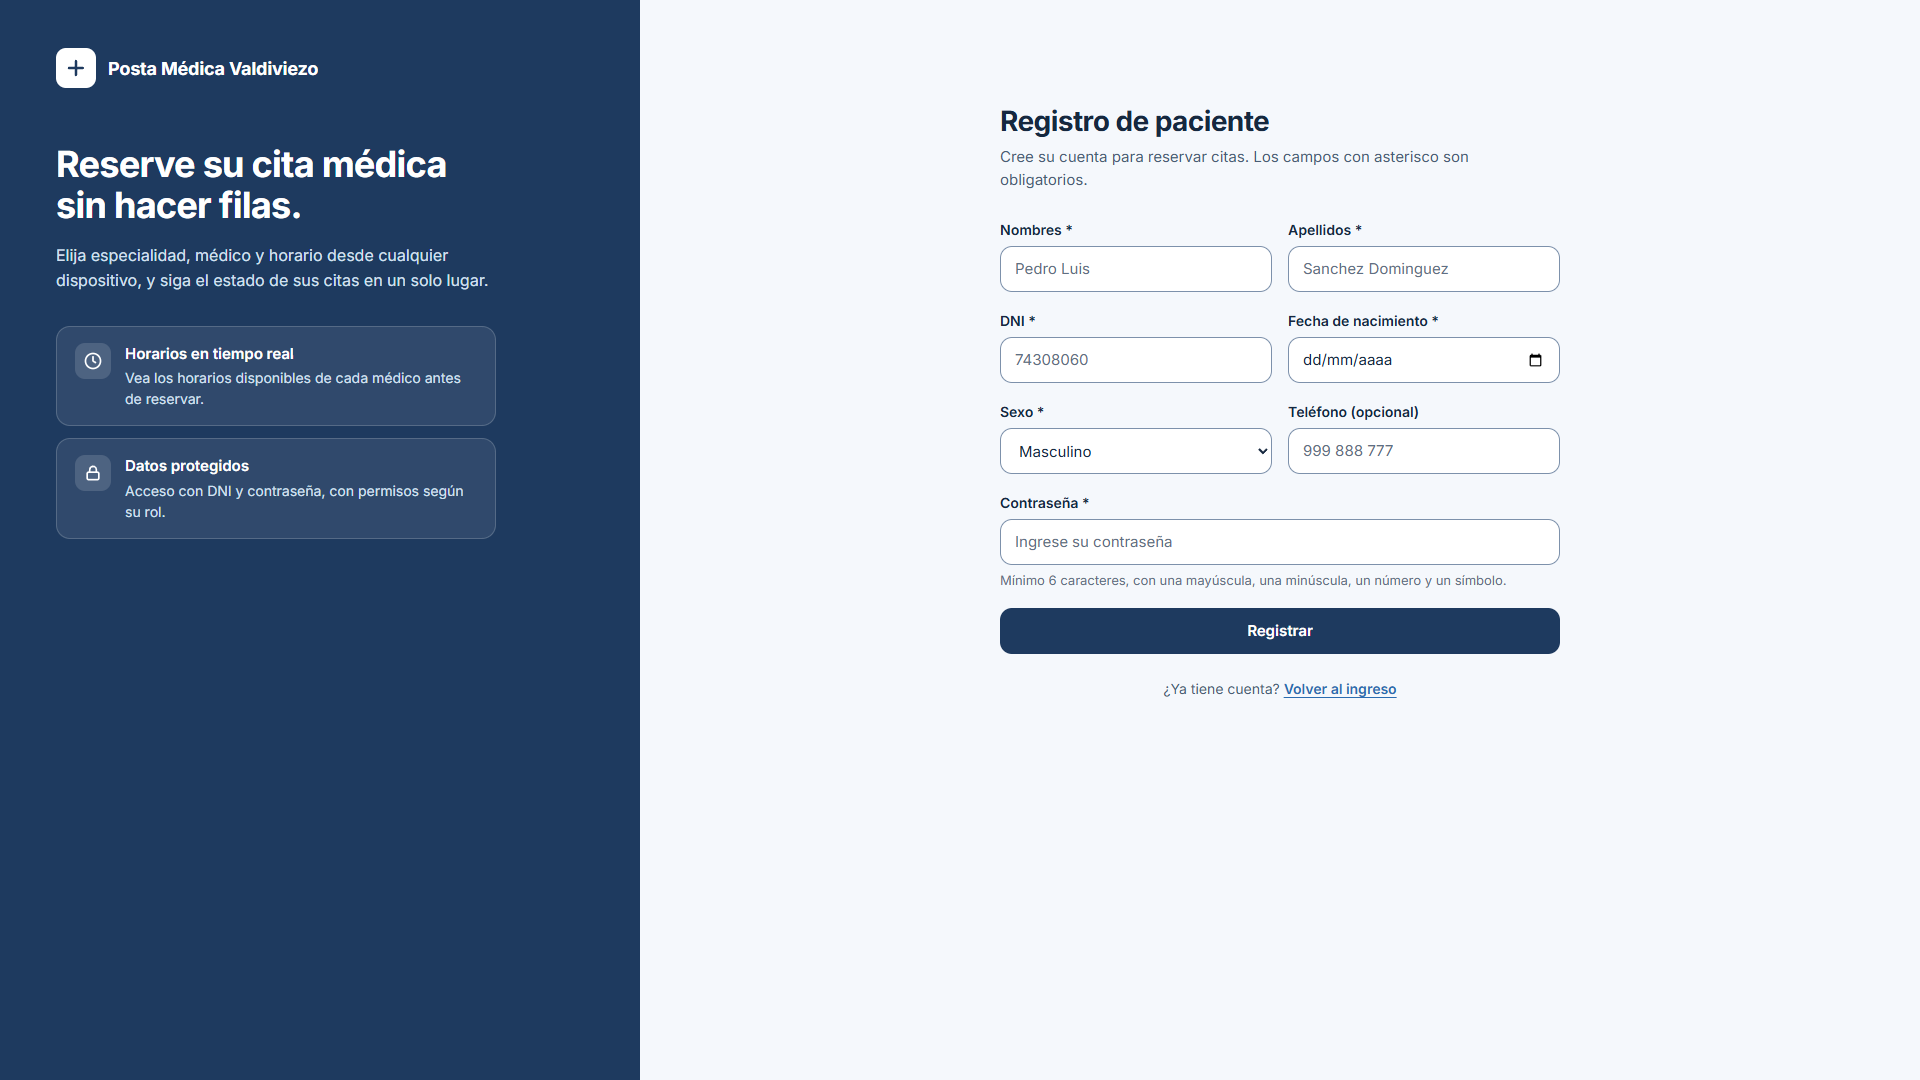 Posta Médica Valdiviezo
Reserve su cita médica
sin hacer filas.
Elija especialidad, médico y horario desde cualquier
dispositivo, y siga el estado de sus citas en un solo lugar.
Horarios en tiempo real
Vea los horarios disponibles de cada médico antes
de reservar.
Datos protegidos
Acceso con DNI y contraseña, con permisos según
su rol.
Registro de paciente
Cree su cuenta para reservar citas. Los campos con asterisco son
obligatorios.
Nombres *
Pedro Luis
Apellidos *
Sanchez Dominguez
DNI *
74308060
Fecha de nacimiento *
dd/mm/aaaa
Sexo *
Masculino
Teléfono (opcional)
999 888 777
Contraseña *
Ingrese su contraseña
Mínimo 6 caracteres, con una mayúscula, una minúscula, un número y un símbolo.
Registrar
¿Ya tiene cuenta? Volver al ingreso